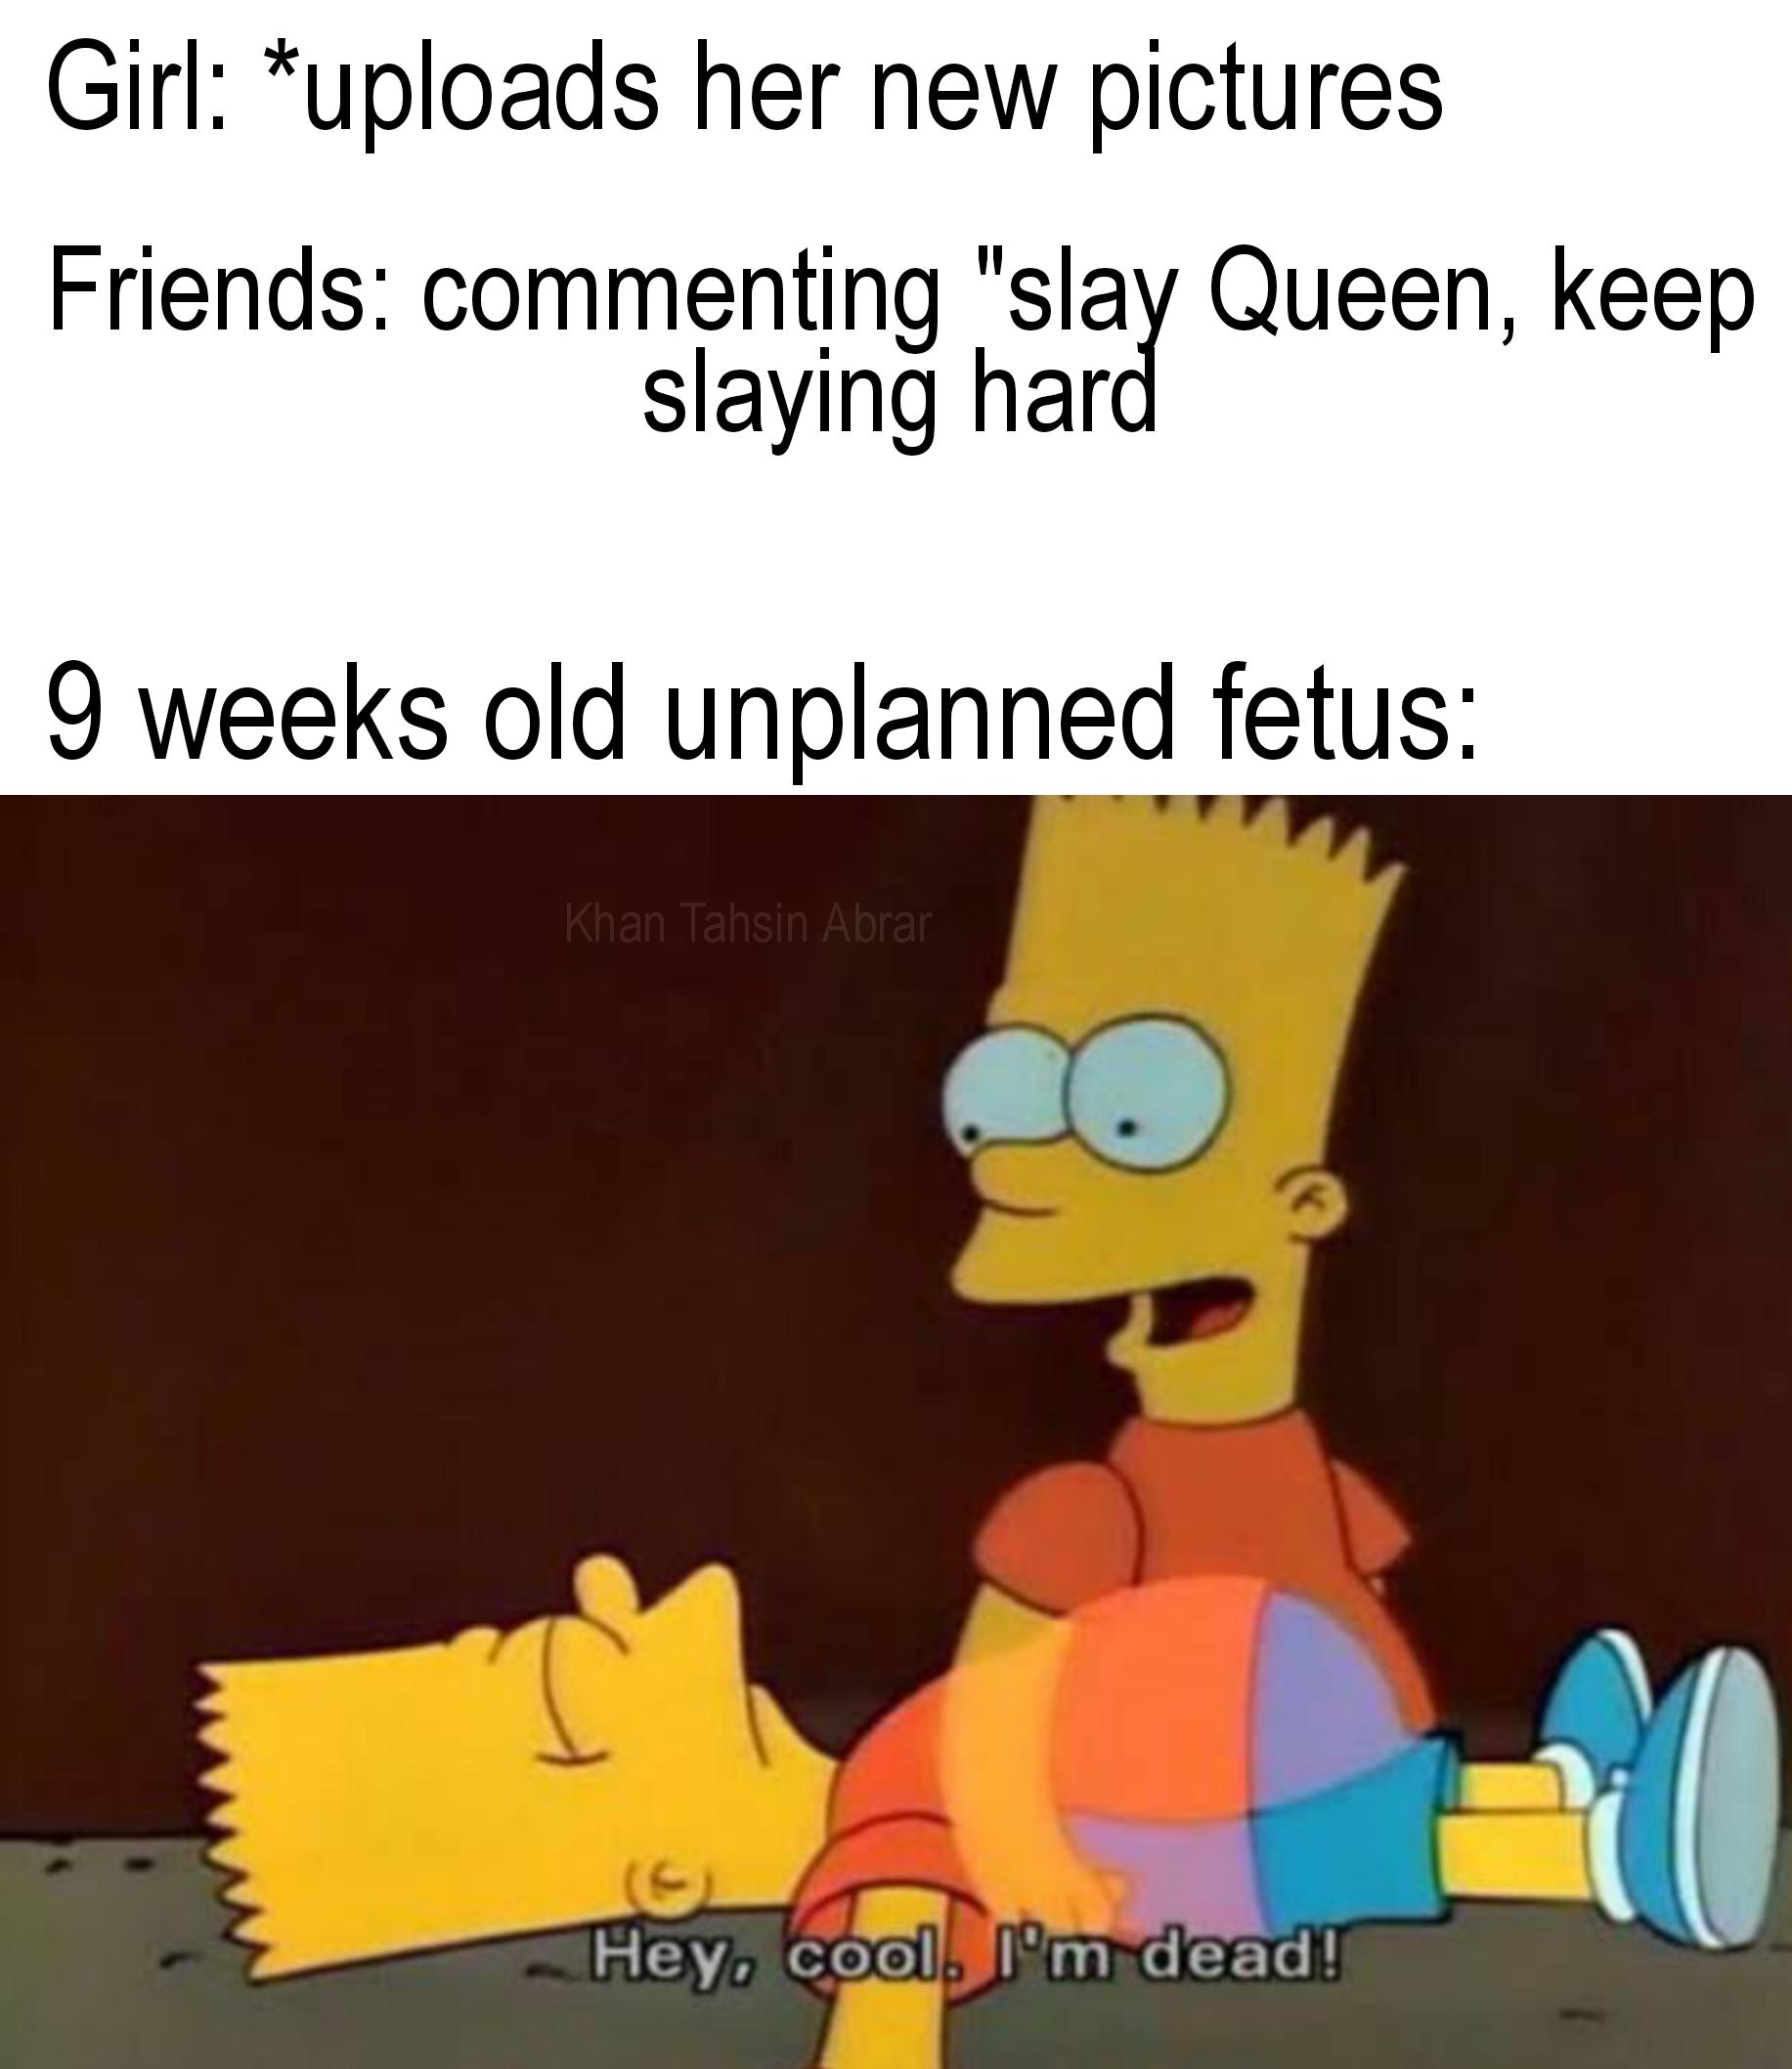 Girl: *uploads her new pictures
Friends: commenting "slay Queen, keep
slaying hard
9 weeks old unplanned fetus:
Khan Tahsin Abrar
Hey, cool. I'm dead!